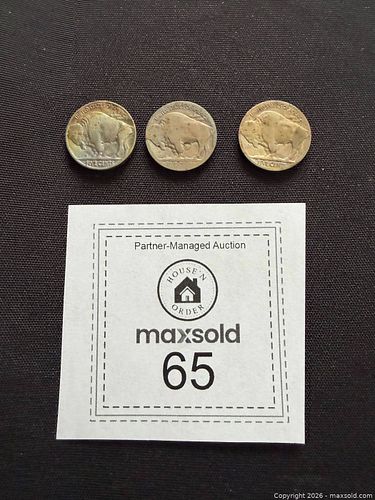 Partner-Managed Auction
HOUSE'N
ORDER
maxsold
65
Copyright 2026 - maxsold.com